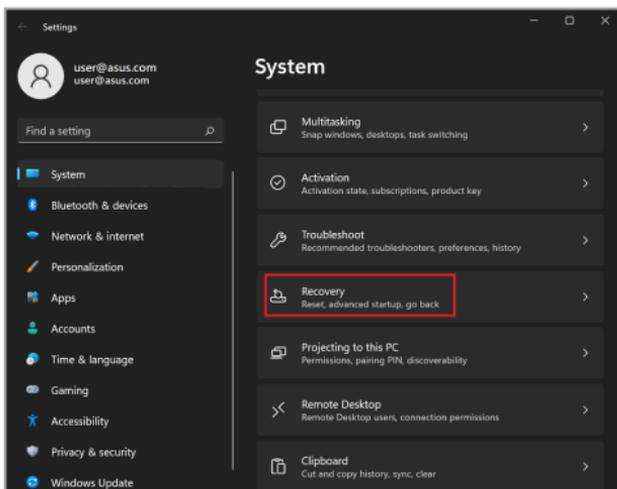 Settings
user@asus.com
user@asus.com
Find a setting
System
Bluetooth & devices
Network & internet
Personalization
Apps
Accounts
Time & language
Gaming
Accessibility
Privacy & security
Windows Update
System
Multitasking
Snap windows, desktops, task switching
Activation
Activation state, subscriptions, product key
Troubleshoot
Recommended troubleshooters, preferences, history
Recovery
Reset, advanced startup, go back
Projecting to this PC
Permissions, pairing PIN, discoverability
Remote Desktop
Remote Desktop users, connection permissions
Clipboard
Cut and copy history, sync, clear